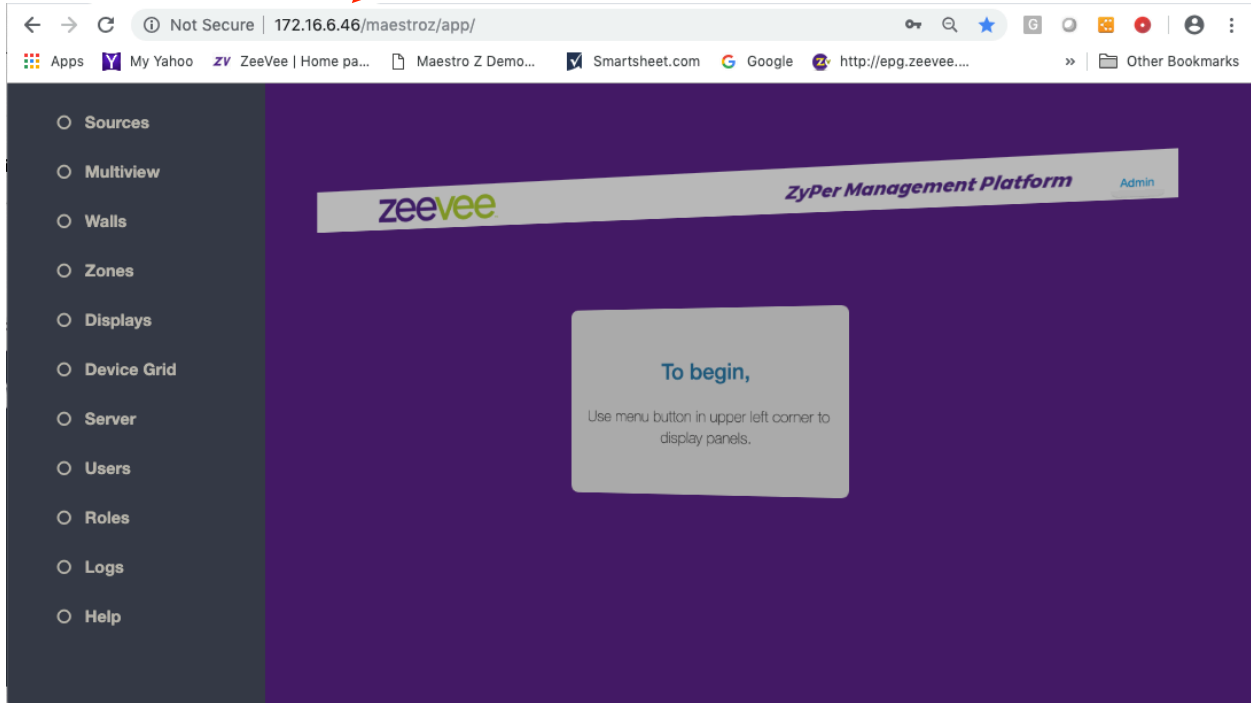 Not Secure 172.16.6.46/maestroz/app/
G
Apps Y My Yahoo ZV ZeeVee | Home pa... Maestro Z Demo... Smartsheet.com G Google Zv http://epg.zeevee.... » Other Bookmarks
Sources
Multiview
Walls
Zones
Displays
Device Grid
Server
Users
Roles
Logs
Help
zeevee ZyPer Management Platform Admin
To begin,
Use menu button in upper left corner to
display panels.